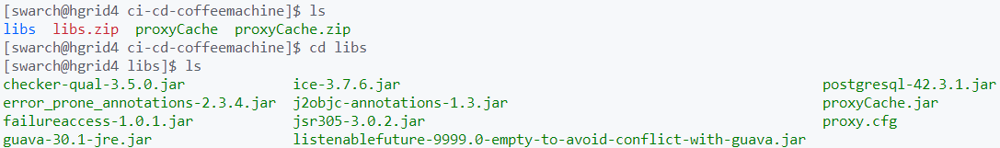 [swarch@hgrid4 ci-cd-coffeemachine]$ ls
libs libs.zip proxyCache proxyCache.zip
[swarch@hgrid4 ci-cd-coffeemachine]$ cd libs
[swarch@hgrid4 libs]$ ls
checker-qual-3.5.0.jar ice-3.7.6.jar postgresql-42.3.1.jar
error_prone_annotations-2.3.4.jar j2objc-annotations-1.3.jar proxyCache.jar
failureaccess-1.0.1.jar jsr305-3.0.2.jar proxy.cfg
guava-30.1-jre.jar listenablefuture-9999.0-empty-to-avoid-conflict-with-guava.jar